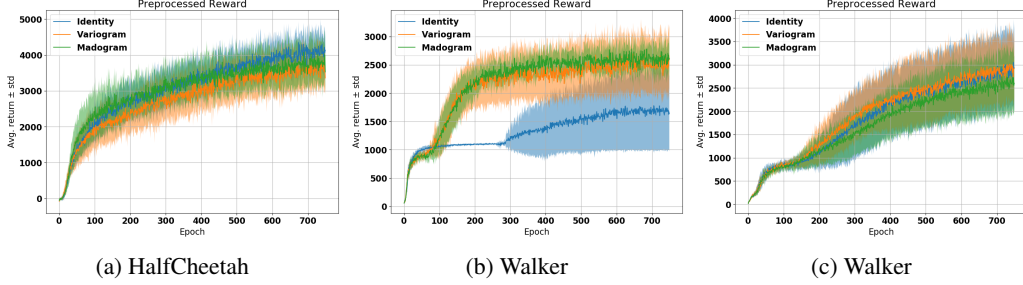 Preprocessed Reward
Identity
Variogram
Madogram
Avg. return ± std
5000
4000
3000
2000
1000
0
0 100 200 300 400 500 600 700
Epoch
(a) HalfCheetah
Preprocessed Reward
Identity
Variogram
Madogram
Avg. return ± std
3000
2500
2000
1500
1000
500
0
0 100 200 300 400 500 600 700
Epoch
(b) Walker
Preprocessed Reward
Identity
Variogram
Madogram
Avg. return ± std
4000
3500
3000
2500
2000
1500
1000
500
0
0 100 200 300 400 500 600 700
Epoch
(c) Walker